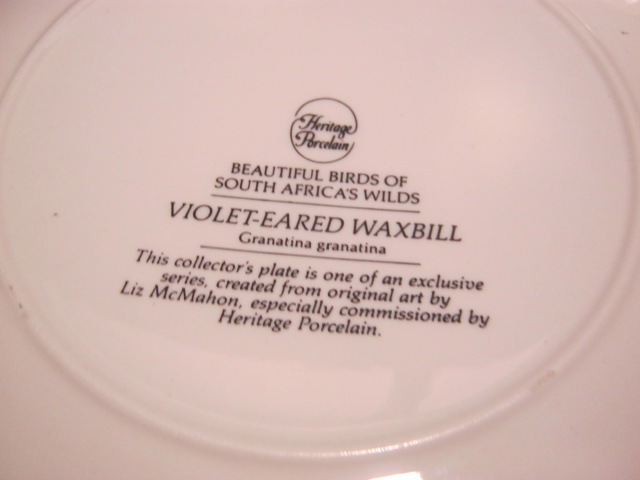 Heritage
Porcelain
BEAUTIFUL BIRDS OF
SOUTH AFRICA'S WILDS
VIOLET-EARED WAXBILL
Granatina granatina
This collector's plate is one of an exclusive
series, created from original art by
Liz McMahon, especially commissioned by
Heritage Porcelain.